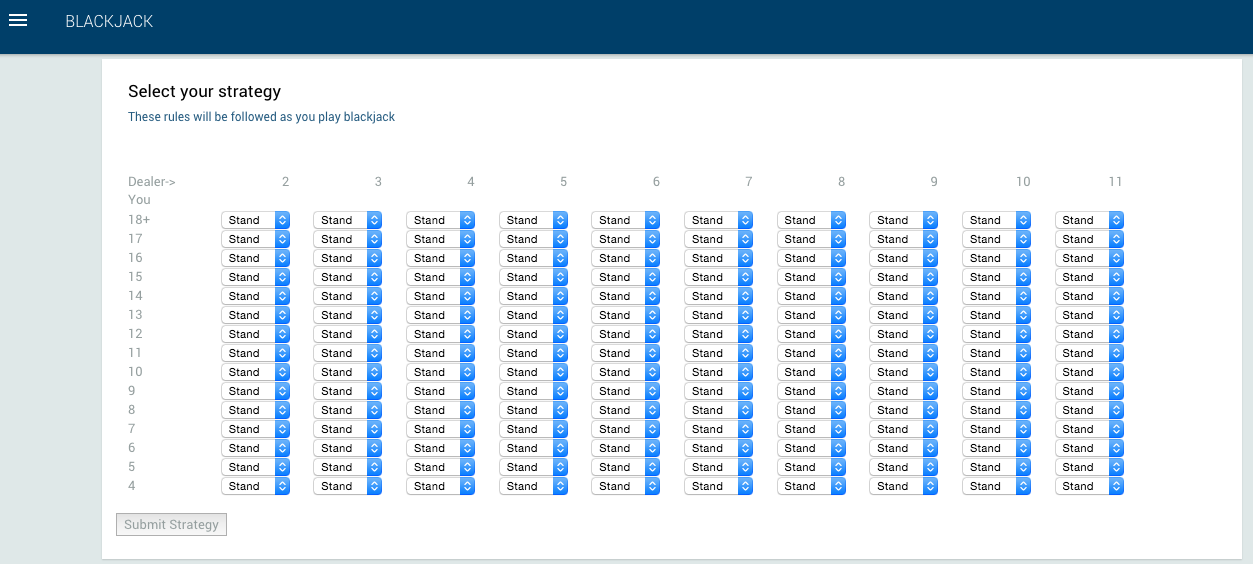 BLACKJACK
Select your strategy
These rules will be followed as you play blackjack
Dealer-> 2 3 4 5 6 7 8 9 10 11
You
18+ Stand Stand Stand Stand Stand Stand Stand Stand Stand Stand
17 Stand Stand Stand Stand Stand Stand Stand Stand Stand Stand
16 Stand Stand Stand Stand Stand Stand Stand Stand Stand Stand
15 Stand Stand Stand Stand Stand Stand Stand Stand Stand Stand
14 Stand Stand Stand Stand Stand Stand Stand Stand Stand Stand
13 Stand Stand Stand Stand Stand Stand Stand Stand Stand Stand
12 Stand Stand Stand Stand Stand Stand Stand Stand Stand Stand
11 Stand Stand Stand Stand Stand Stand Stand Stand Stand Stand
10 Stand Stand Stand Stand Stand Stand Stand Stand Stand Stand
9 Stand Stand Stand Stand Stand Stand Stand Stand Stand Stand
8 Stand Stand Stand Stand Stand Stand Stand Stand Stand Stand
7 Stand Stand Stand Stand Stand Stand Stand Stand Stand Stand
6 Stand Stand Stand Stand Stand Stand Stand Stand Stand Stand
5 Stand Stand Stand Stand Stand Stand Stand Stand Stand Stand
4 Stand Stand Stand Stand Stand Stand Stand Stand Stand Stand
Submit Strategy